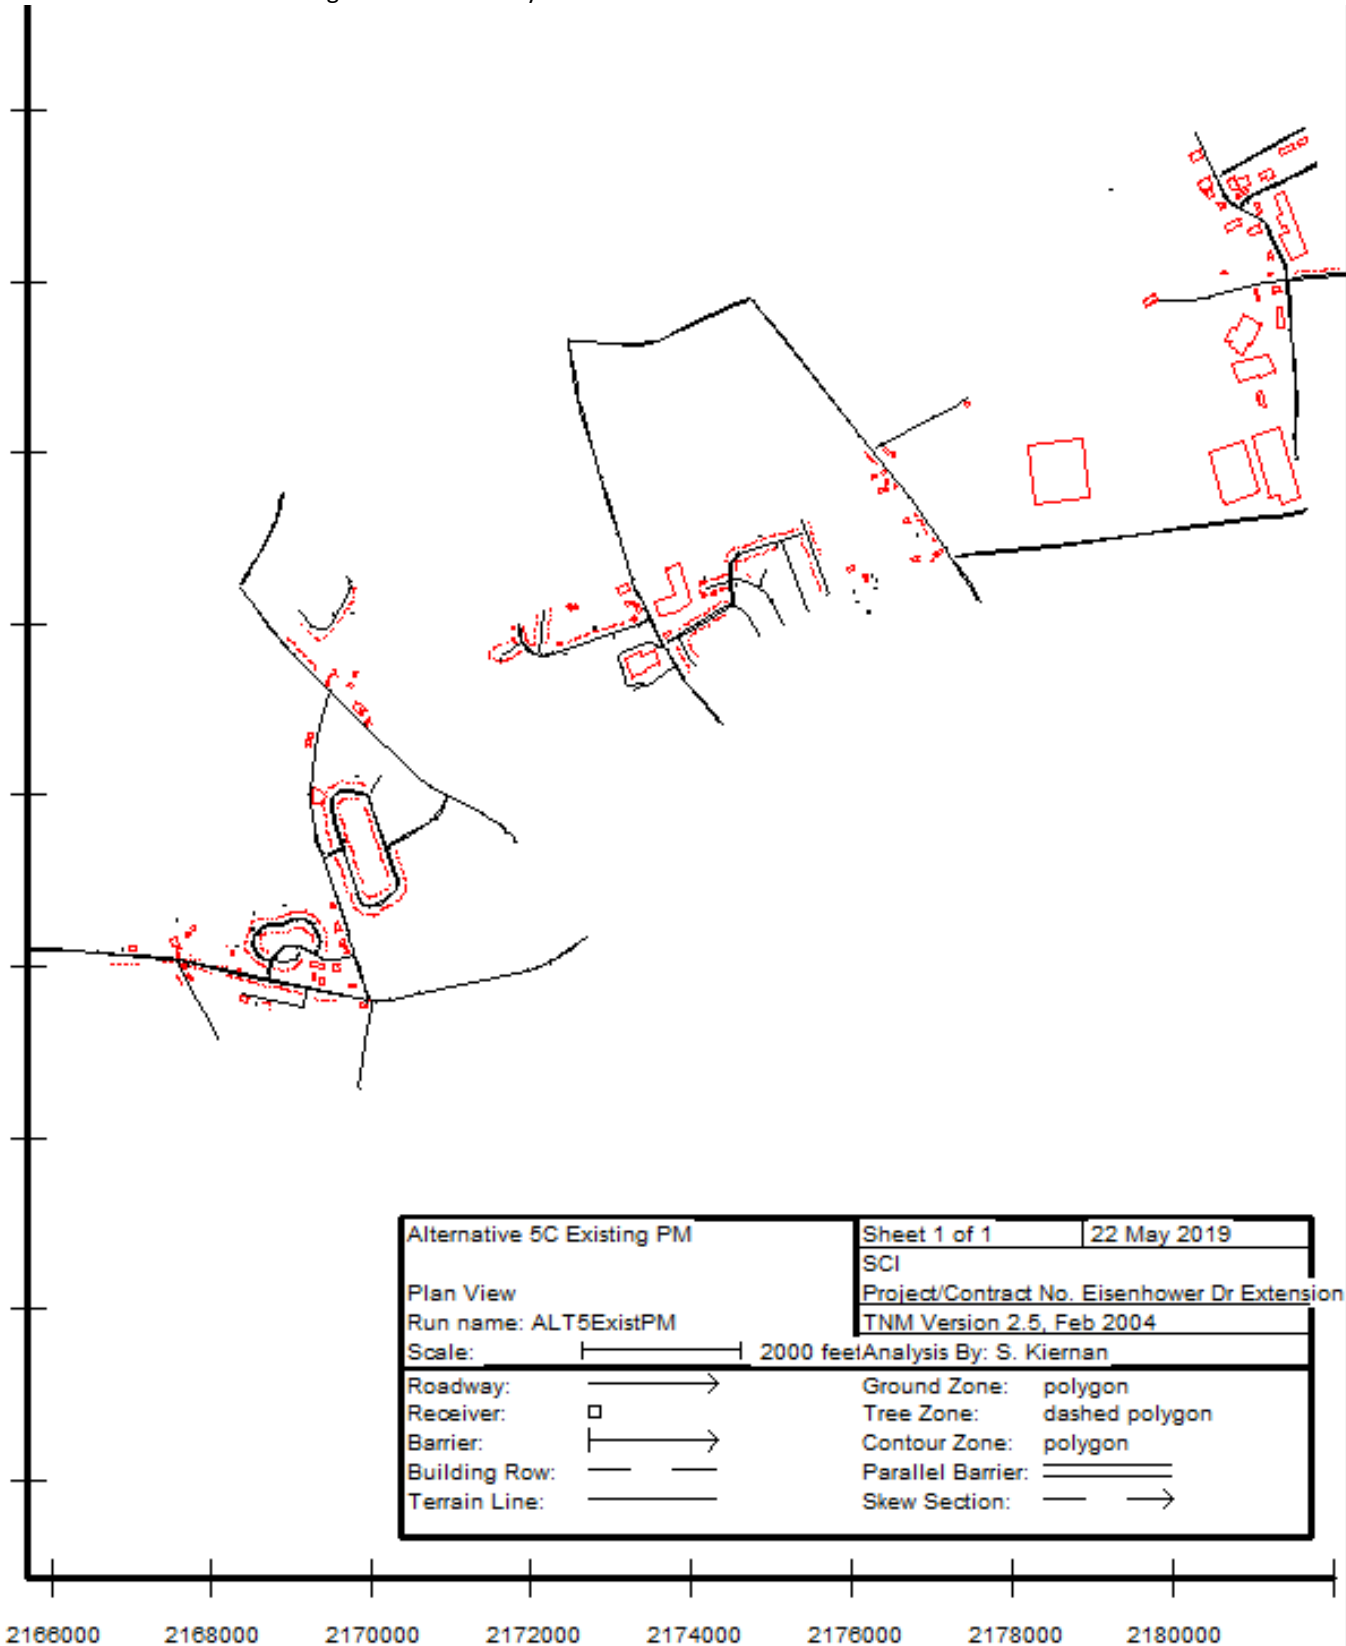 Alternative 5C Existing PM
Sheet 1 of 1
22 May 2019
SCI
Plan View
Project/Contract No. Eisenhower Dr Extension
Run name: ALT5ExistPM
TNM Version 2.5, Feb 2004
Scale:
2000 feet
Analysis By: S. Kiernan
Roadway:
Ground Zone: polygon
Receiver:
Tree Zone: dashed polygon
Barrier:
Contour Zone: polygon
Building Row:
Parallel Barrier:
Terrain Line:
Skew Section:
2166000 2168000 2170000 2172000 2174000 2176000 2178000 2180000